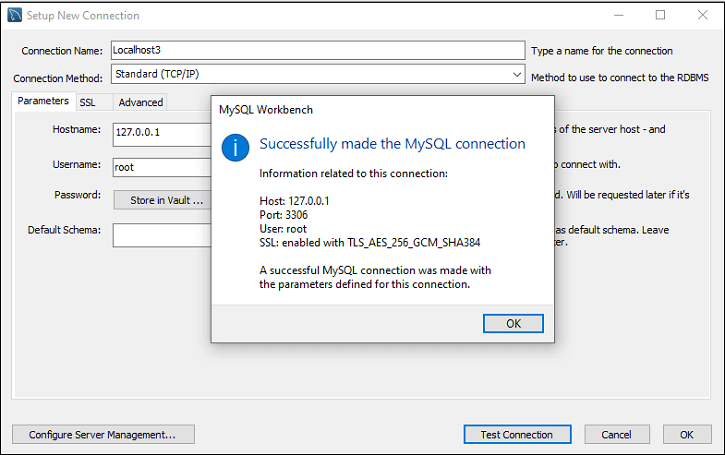 Setup New Connection
Connection Name:
Localhost3
Type a name for the connection
Connection Method:
Standard (TCP/IP)
Method to use to connect to the RDBMS
Parameters
SSL
Advanced
MySQL Workbench
Hostname:
127.0.0.1
of the server host - and
Successfully made the MySQL connection
Username:
root
connect with.
Information related to this connection:
Password:
Store in Vault ...
Will be requested later if it's
Host: 127.0.0.1
Port: 3306
User: root
SSL: enabled with TLS_AES_256_GCM_SHA384
Default Schema:
as default schema. Leave
A successful MySQL connection was made with
the parameters defined for this connection.
OK
Configure Server Management...
Test Connection
Cancel
OK